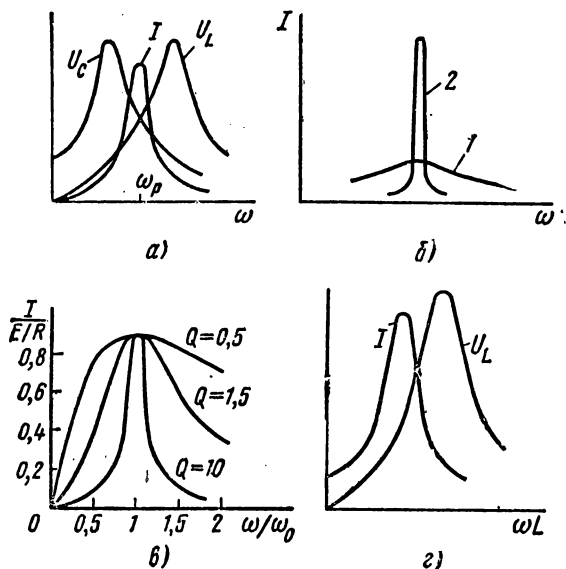 U_C I U_L
ω_p
ω
а)
I
2
1
ω
б)
I
E/R
0,8
0,6
0,4
0,2
0
0,5 1 1,5 2 ω/ω_0
Q=0,5
Q=1,5
Q=10
в)
I U_L
ωL
г)